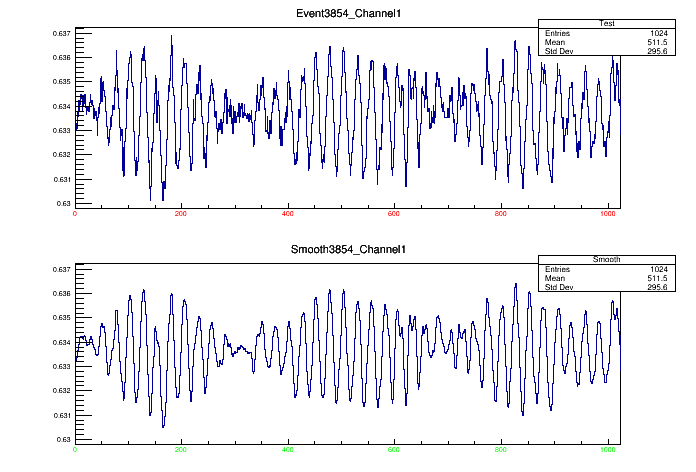 Event3854_Channel1
Test
Entries 1024
Mean 511.5
Std Dev 295.6
0.637
0.636
0.635
0.634
0.633
0.632
0.631
0.63
0 200 400 600 800 1000
Smooth3854_Channel1
Smooth
Entries 1024
Mean 511.5
Std Dev 295.6
0.637
0.636
0.635
0.634
0.633
0.632
0.631
0.63
0 200 400 600 800 1000